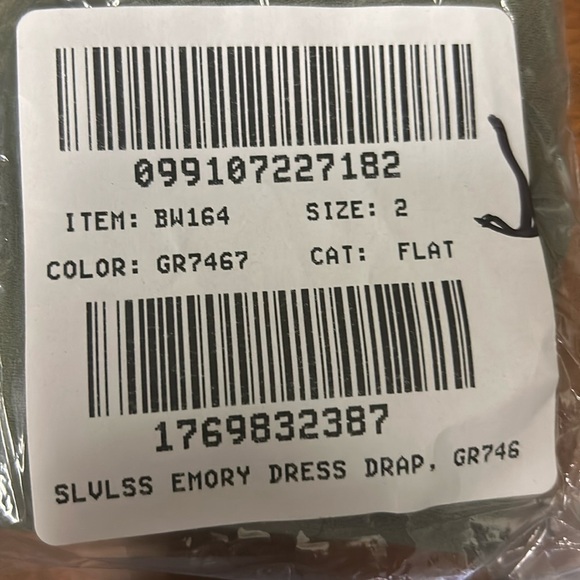 099107227182
ITEM: BW164 SIZE: 2
COLOR: GR7467 CAT: FLAT
1769832387
SLVLSS EMORY DRESS DRAP, GR746